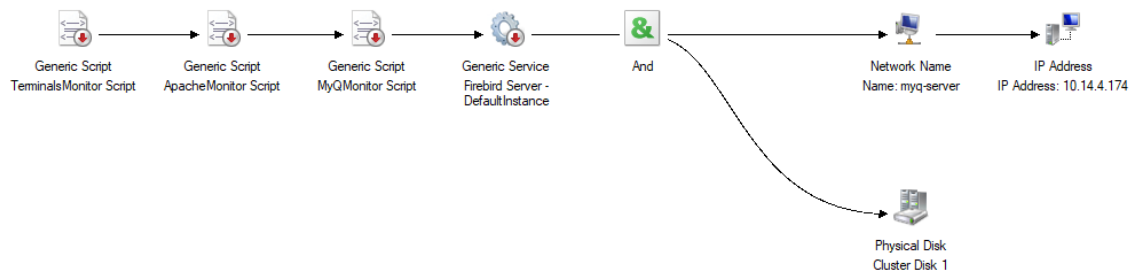 Generic Script
TerminalsMonitor Script
Generic Script
ApacheMonitor Script
Generic Script
MyQMonitor Script
Generic Service
Firebird Server -
DefaultInstance
&
And
Network Name
Name: myq-server
IP Address
IP Address: 10.14.4.174
Physical Disk
Cluster Disk 1